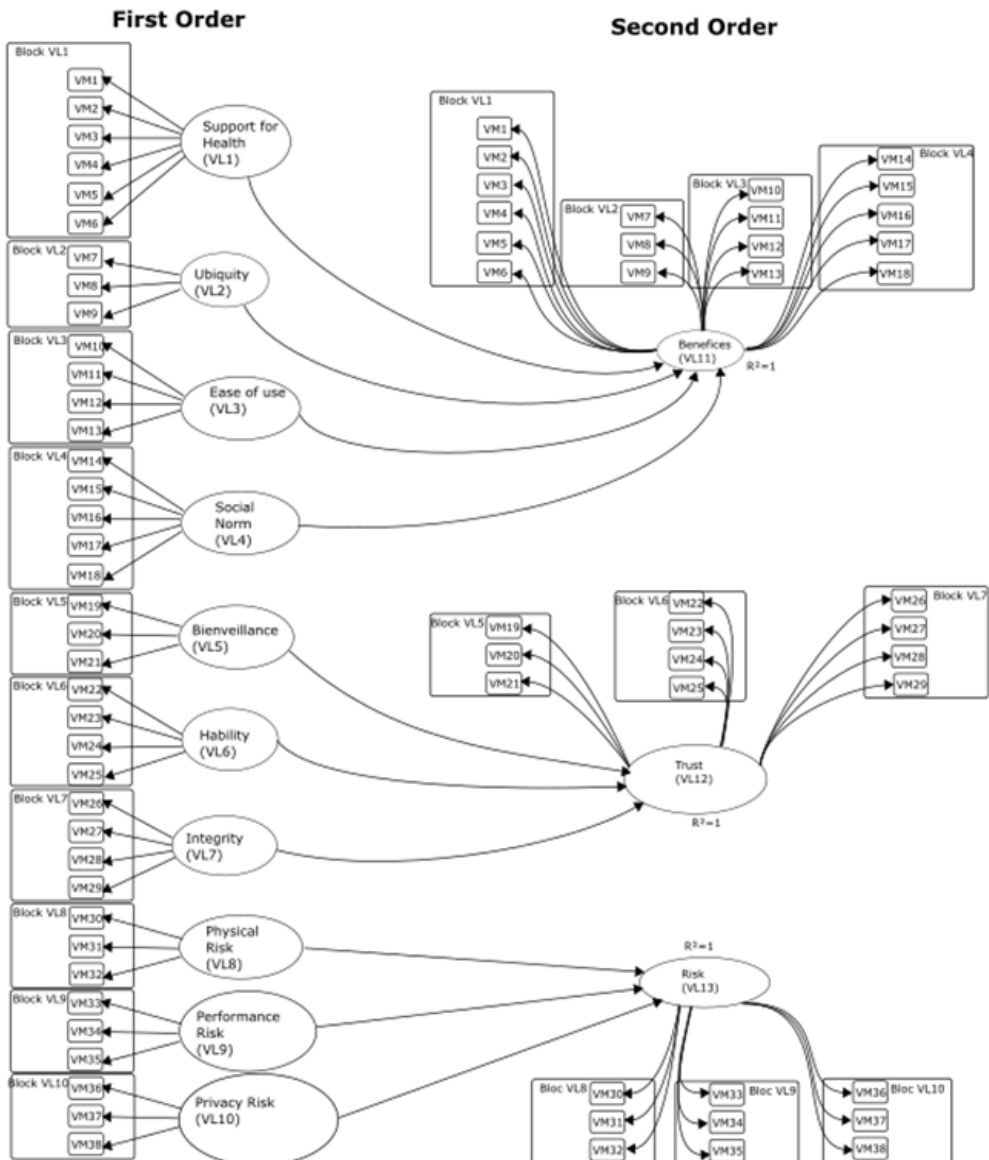 First Order
Block VL1
VM1
VM2
VM3
VM4
VM5
VM6
Support for
Health
(VL1)
Block VL2
VM7
VM8
VM9
Ubiquity
(VL2)
Block VL3
VM10
VM11
VM12
VM13
Ease of use
(VL3)
Block VL4
VM14
VM15
VM16
VM17
VM18
Social
Norm
(VL4)
Block VL5
VM19
VM20
VM21
Bienveillance
(VL5)
Block VL6
VM22
VM23
VM24
VM25
Hability
(VL6)
Block VL7
VM26
VM27
VM28
VM29
Integrity
(VL7)
Block VL8
VM30
VM31
VM32
Physical
Risk
(VL8)
Block VL9
VM33
VM34
VM35
Performance
Risk
(VL9)
Block VL10
VM36
VM37
VM38
Privacy Risk
(VL10)
Second Order
Block VL1
VM1
VM2
VM3
VM4
VM5
VM6
Block VL2
VM7
VM8
VM9
Block VL3
VM10
VM11
VM12
VM13
Block VL4
VM14
VM15
VM16
VM17
VM18
Benefices
(VL11)
R²=1
Block VL5
VM19
VM20
VM21
Block VL6
VM22
VM23
VM24
VM25
Block VL7
VM26
VM27
VM28
VM29
Trust
(VL12)
R²=1
R²=1
Risk
(VL13)
Bloc VL8
VM30
VM31
VM32
Bloc VL9
VM33
VM34
VM35
Bloc VL10
VM36
VM37
VM38